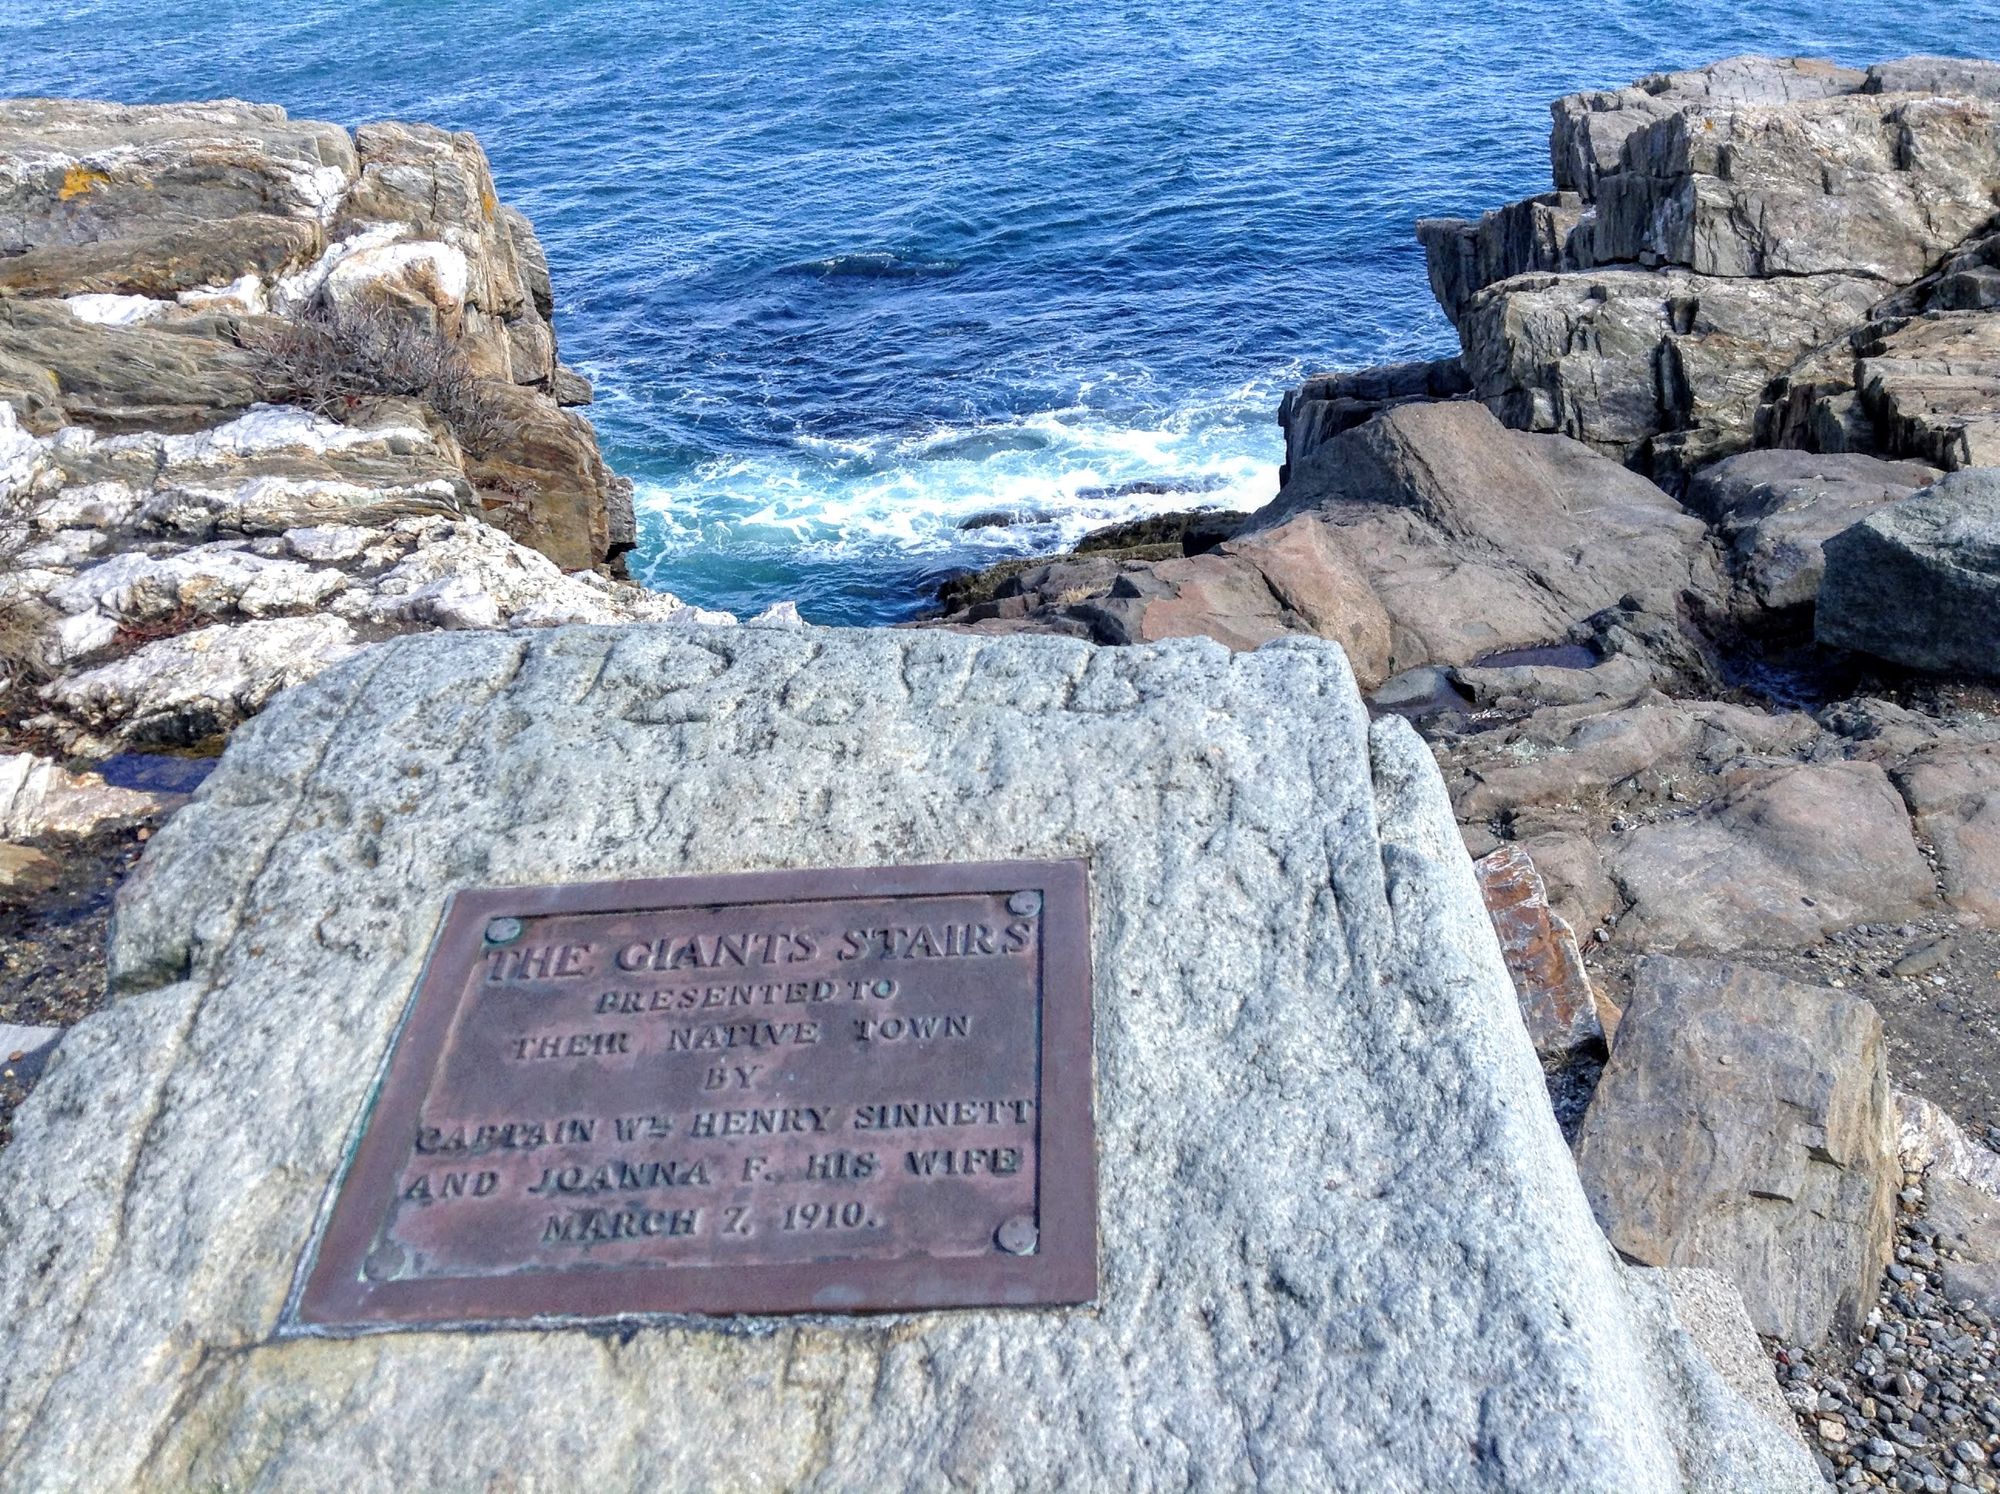 THE GIANTS STAIRS
PRESENTED TO
THEIR NATIVE TOWN
BY
CAPTAIN Wᵐ HENRY SINNETT
AND JOANNA F. HIS WIFE
MARCH 7, 1910.